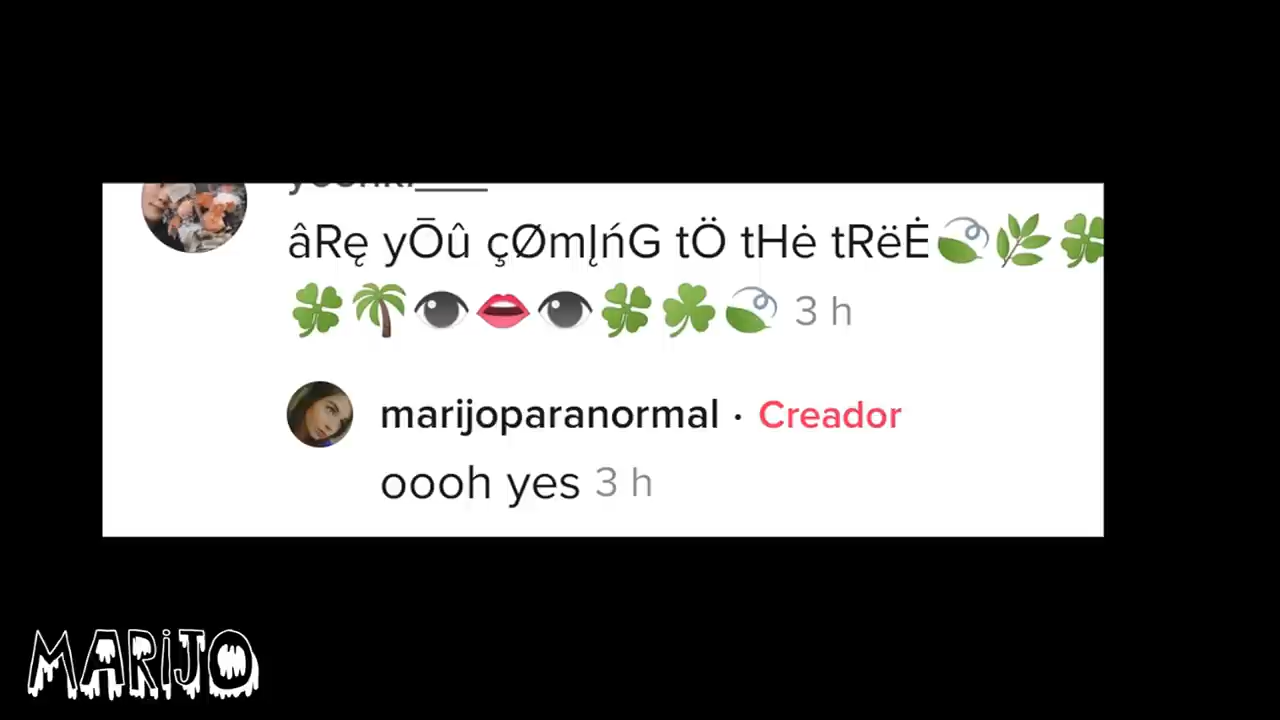 âRę yŌû çØmĮńG tÖ tHė tRëĖ🍃🌿🍀
🍀🌴👁👄👁🍀☘🍃 3 h
marijoparanormal · Creador
oooh yes 3 h
MARiJO